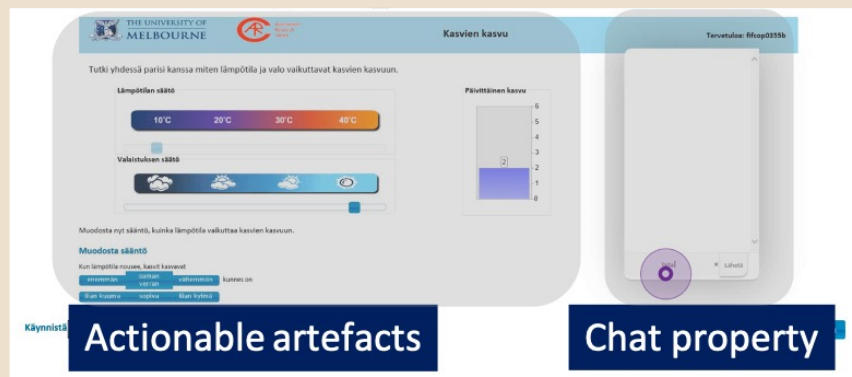 THE UNIVERSITY OF
MELBOURNE
Kasvien kasvu
Tervetuloa: fifcop0355b
Tutki yhdessä parisi kanssa miten lämpötila ja valo vaikuttavat kasvien kasvuun.
Lämpötilan säätö
10°C 20°C 30°C 40°C
Valaistuksen säätö
Päivittäinen kasvu
6
5
4
3
2
2
1
0
Muodosta nyt sääntö, kuinka lämpötila vaikuttaa kasvien kasvuun.
Muodosta sääntö
Kun lämpötila nousee, kasvit kasvavat
enemmän saman verran vähemmän kunnes on
liian kuuma sopiva liian kylmä
Lähetä
Käynnistä
Actionable artefacts
Chat property